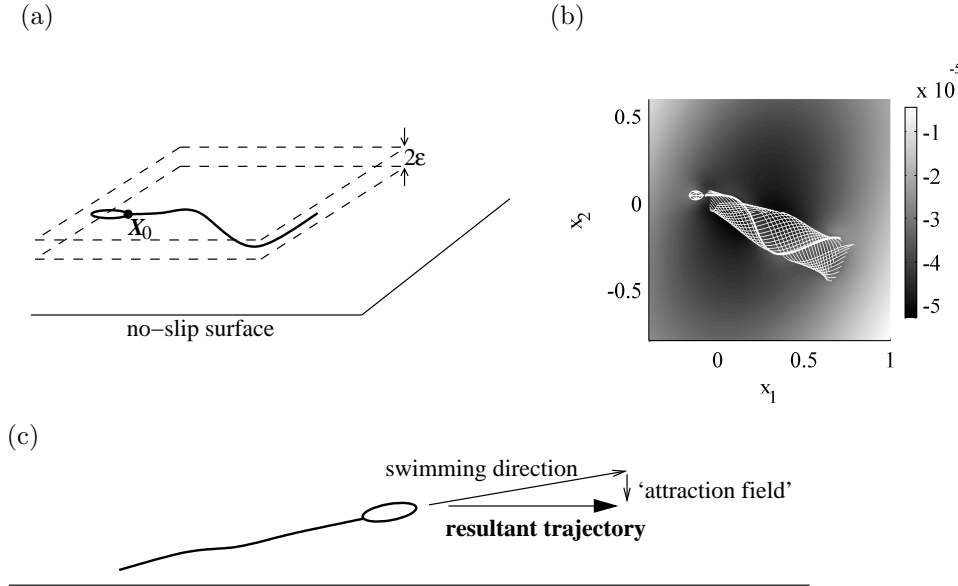 (a)
2ε
X0
no−slip surface
(b)
x 10^-5
0.5
0
-0.5
x2
0
0.5
1
x1
-1
-2
-3
-4
-5
(c)
swimming direction
‘attraction field’
resultant trajectory